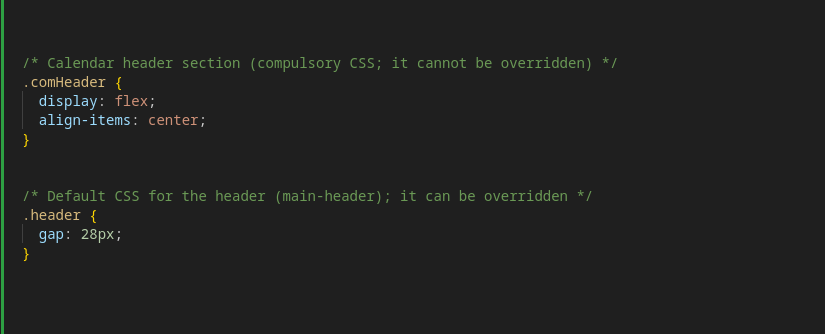 /* Calendar header section (compulsory CSS; it cannot be overridden) */
.comHeader {
display: flex;
align-items: center;
}
/* Default CSS for the header (main-header); it can be overridden */
.header {
gap: 28px;
}